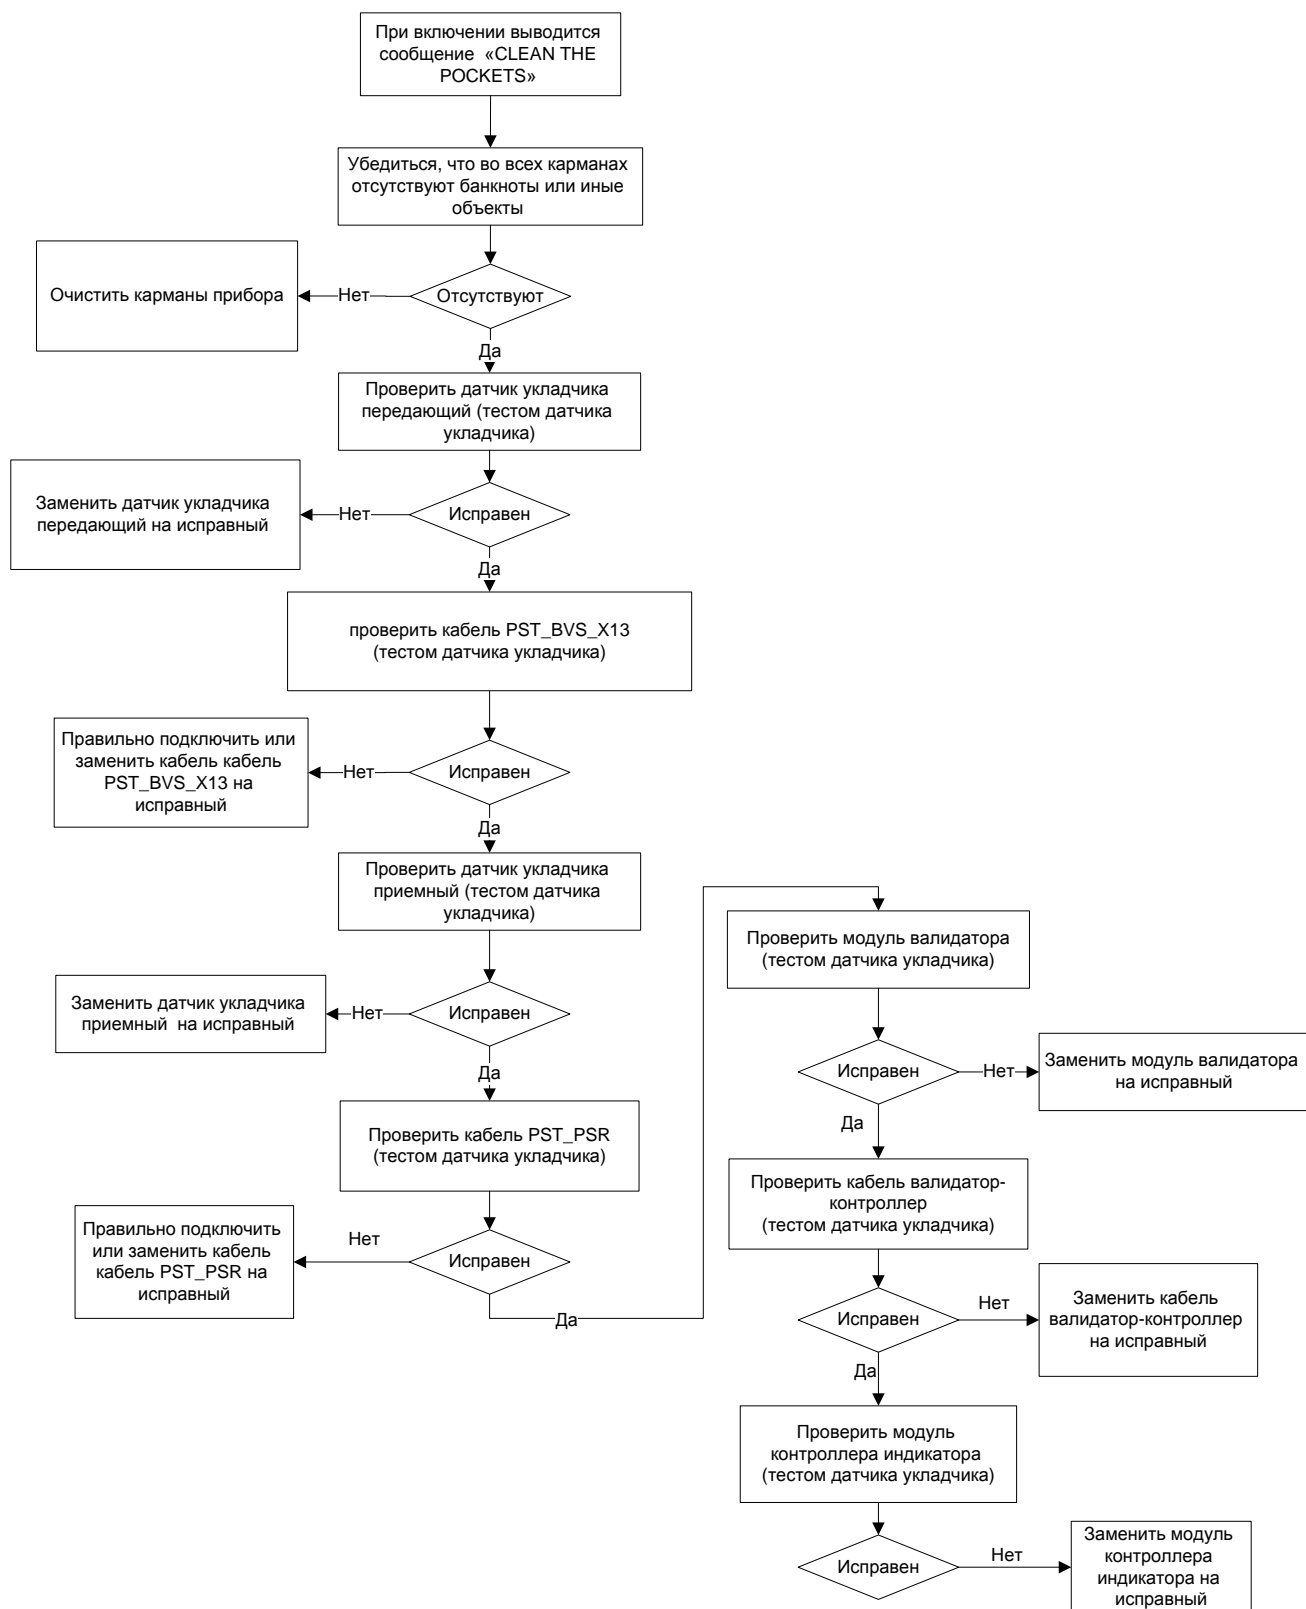 При включении выводится
сообщение «CLEAN THE
POCKETS»
Убедиться, что во всех карманах
отсутствуют банкноты или иные
объекты
Отсутствуют
Нет
Очистить карманы прибора
Да
Проверить датчик укладчика
передающий (тестом датчика
укладчика)
Исправен
Нет
Заменить датчик укладчика
передающий на исправный
Да
проверить кабель PST_BVS_X13
(тестом датчика укладчика)
Исправен
Нет
Правильно подключить или
заменить кабель кабель
PST_BVS_X13 на
исправный
Да
Проверить датчик укладчика
приемный (тестом датчика
укладчика)
Исправен
Нет
Заменить датчик укладчика
приемный на исправный
Да
Проверить кабель PST_PSR
(тестом датчика укладчика)
Исправен
Нет
Правильно подключить
или заменить кабель
кабель PST_PSR на
исправный
Да
Проверить модуль валидатора
(тестом датчика укладчика)
Исправен
Нет
Заменить модуль валидатора
на исправный
Да
Проверить кабель валидатор-
контроллер
(тестом датчика укладчика)
Исправен
Нет
Заменить кабель
валидатор-контроллер
на исправный
Да
Проверить модуль
контроллера индикатора
(тестом датчика укладчика)
Исправен
Нет
Заменить модуль
контроллера
индикатора на
исправный